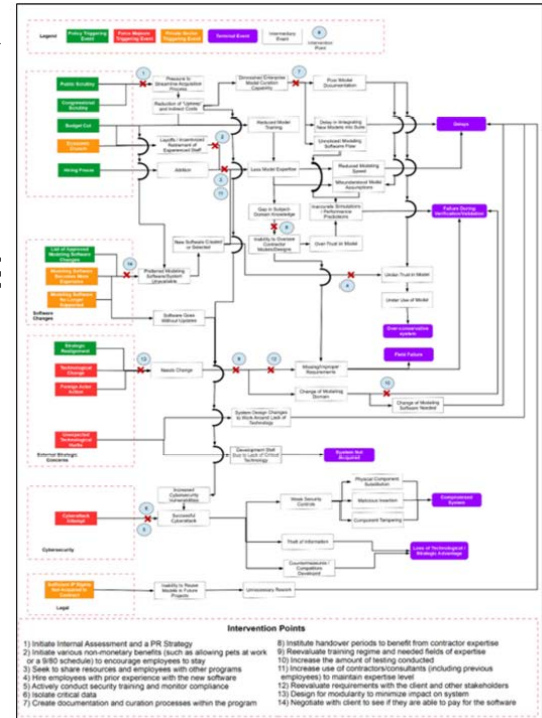 Legend
Policy Triggering
Event
Force Majeure
Triggering Event
Private Sector
Triggering Event
Terminal Event
Intermediary
Event
Intervention
Point
Public Scrutiny
Congressional
Scrutiny
Budget Cut
Economic
Hiring Freeze
Pressure to
Streamline Acquisition
Process
Reduction of "Upkeep"
and Indirect Costs
Layoffs / Incentivized
Retirement of
Experienced Staff
Attrition
Diminished Enterprise
Model Curation
Capability
Reduced Model
Training
Loss Model Expertise
Gap in Subject-
Domain Knowledge
Inability to Oversee
Contractor
Models/Designs
Poor Model
Documentation
Delay in Integrating
New Models into Suite
Unnoticed Modeling
Software Flaw
Reduced Modeling
Speed
Misunderstood Model
Assumptions
Inaccurate Simulations
/ Performance
Predictions
Over Trust in Model
Delays
Failure During
Verification/Validation
List of Approved
Modeling Software
Changes
Modeling Software
Becomes More
Expensive
Modeling Software
No Longer
Supported
Software
Changes
Preferred Modeling
Software/System
Unavailable
New Software Created
or Selected
Software Goes
Without Updates
Under Trust in Model
Under Use of Model
Over-conservative
system
Field Failure
Strategic
Realignment
Technological
Change
Foreign Actor
Action
Needs Change
Missing/Improper
Requirements
Change of Modeling
Domain
Change of Modeling
Software Needed
Unexpected
Technological
External Strategic
Concerns
System Design Changes
to Work Around Lack of
Technology
Development Stall
Due to Lack of Critical
Technology
System Not
Acquired
Cyberattack
Attempt
Cybersecurity
Increased
Cybersecurity
Vulnerabilities
Successful
Cyberattack
Weak Security
Controls
Theft of Information
Countermeasures /
Competitors
Developed
Physical Component
Substitution
Malicious Insertion
Component Tampering
Compromised
System
Loss of Technological /
Strategic Advantage
Legal
Inability to Reuse
Models in Future
Projects
Unnecessary Rework
Intervention Points
1) Initiate Internal Assessment and a PR Strategy
2) Initiate various non-monetary benefits (such as allowing pets at work
or a 9/80 schedule) to encourage employees to stay
3) Seek to share resources and employees with other programs
4) Hire employees with prior experience with the new software
5) Actively conduct security training and monitor compliance
6) Isolate critical data
7) Create documentation and curation processes within the program
8) Institute handover periods to benefit from contractor expertise
9) Reevaluate training regime and needed fields of expertise
10) Increase the amount of testing conducted
11) Increase use of contractors/consultants (including previous
employees) to maintain expertise level
12) Reevaluate requirements with the client and other stakeholders
13) Design for modularity to minimize impact on system
14) Negotiate with client to see if they are able to pay for the software